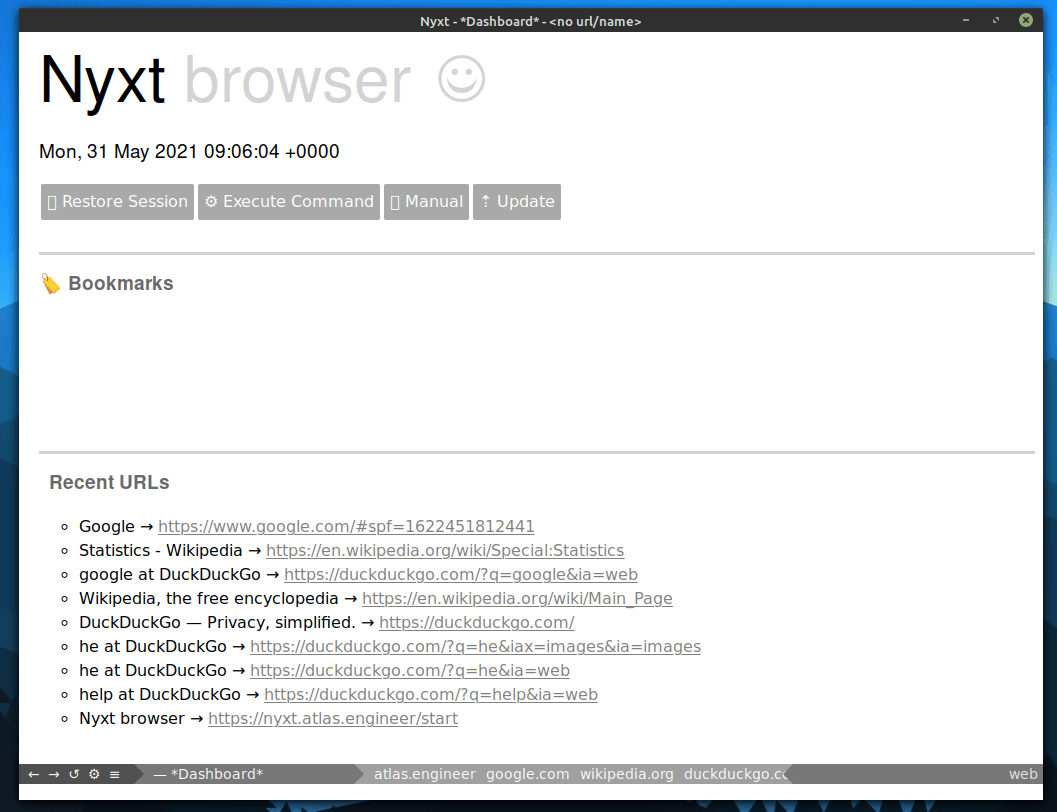 Nyxt - *Dashboard* - <no url/name>
Nyxt browser ☺
Mon, 31 May 2021 09:06:04 +0000
Restore Session ⚙ Execute Command Manual ⇡ Update
Bookmarks
Recent URLs
Google → https://www.google.com/#spf=1622451812441
Statistics - Wikipedia → https://en.wikipedia.org/wiki/Special:Statistics
google at DuckDuckGo → https://duckduckgo.com/?q=google&ia=web
Wikipedia, the free encyclopedia → https://en.wikipedia.org/wiki/Main_Page
DuckDuckGo — Privacy, simplified. → https://duckduckgo.com/
he at DuckDuckGo → https://duckduckgo.com/?q=he&iax=images&ia=images
he at DuckDuckGo → https://duckduckgo.com/?q=he&ia=web
help at DuckDuckGo → https://duckduckgo.com/?q=help&ia=web
Nyxt browser → https://nyxt.atlas.engineer/start
← → ↺ ⚙ ≡ — *Dashboard* atlas.engineer google.com wikipedia.org duckduckgo.c web